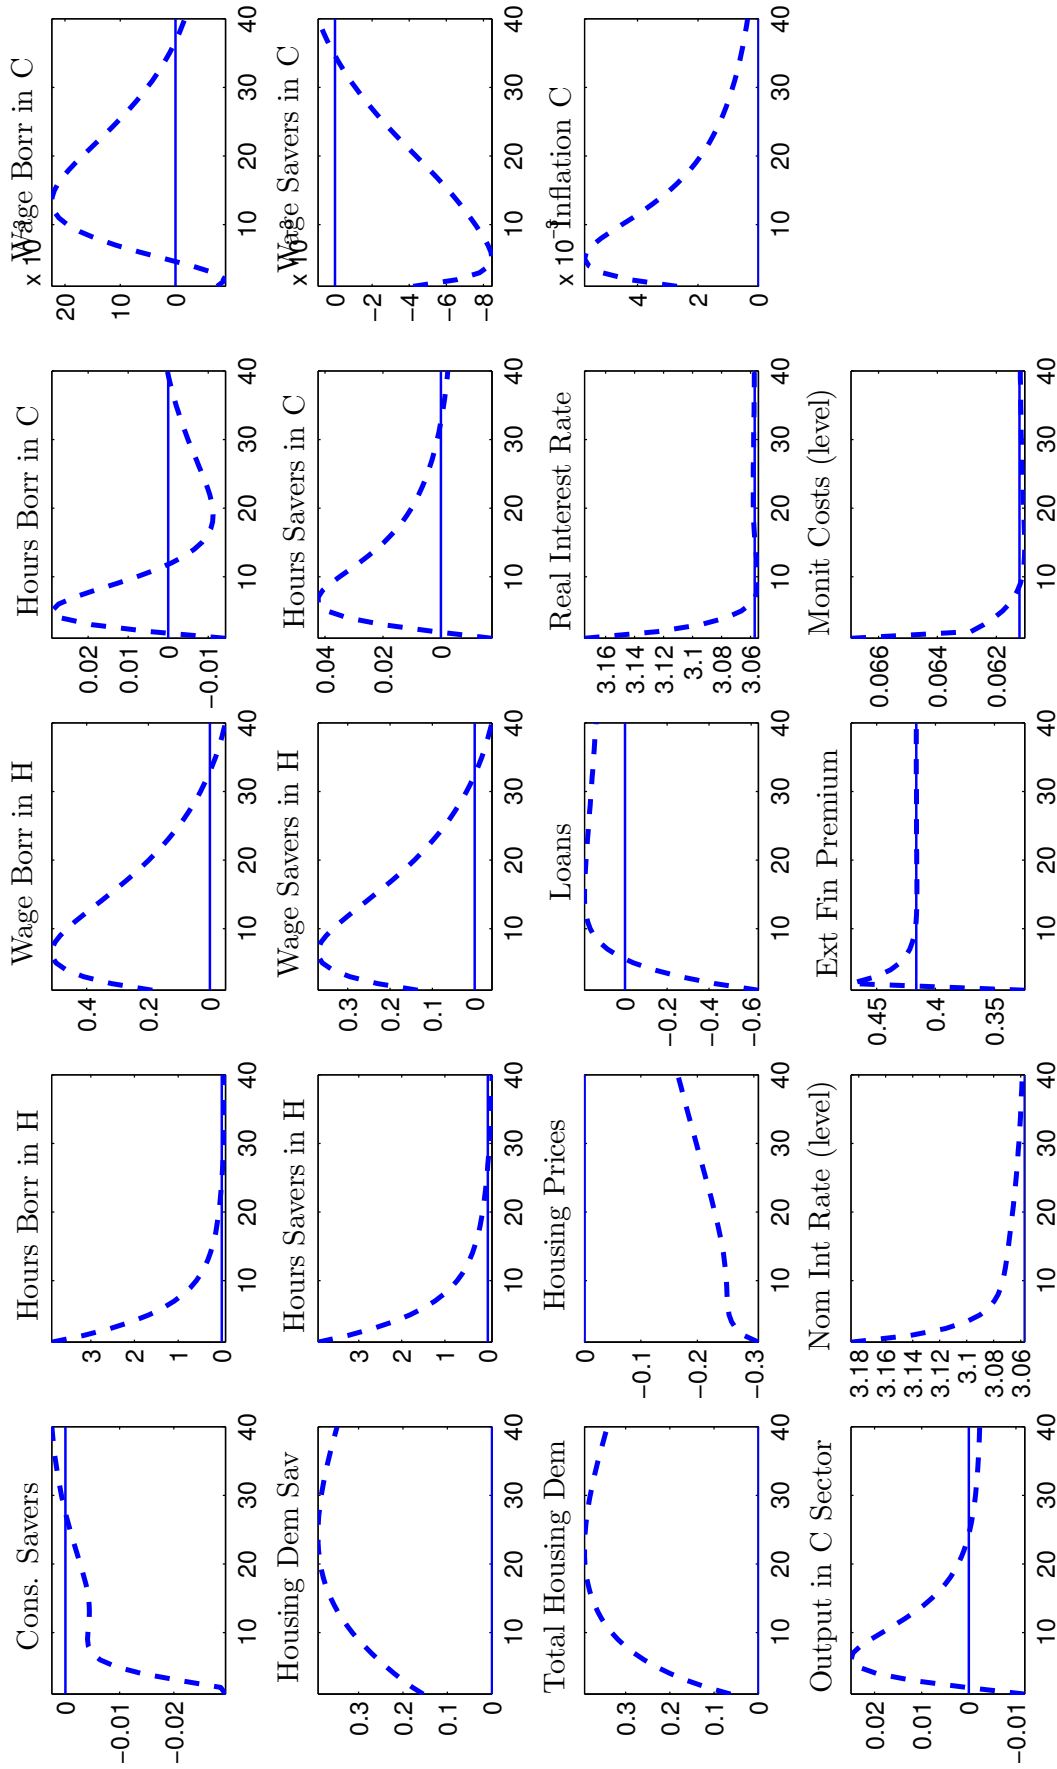 Cons. Savers
0
−0.01
−0.02
10 20 30 40
Hours Borr in H
3
2
1
0
10 20 30 40
Wage Borr in H
0.4
0.2
0
10 20 30 40
Hours Borr in C
0.02
0.01
0
−0.01
10 20 30 40
Wage Borr in C
x 10⁻³
20
10
0
10 20 30 40
Housing Dem Sav
0.3
0.2
0.1
0
10 20 30 40
Hours Savers in H
3
2
1
0
10 20 30 40
Wage Savers in H
0.3
0.2
0.1
0
10 20 30 40
Hours Savers in C
0.04
0.02
0
10 20 30 40
Wage Savers in C
x 10⁻³
0
−2
−4
−6
−8
10 20 30 40
Total Housing Dem
0.3
0.2
0.1
0
10 20 30 40
Housing Prices
0
−0.1
−0.2
−0.3
10 20 30 40
Loans
0
−0.2
−0.4
−0.6
10 20 30 40
Real Interest Rate
3.16
3.14
3.12
3.1
3.08
3.06
10 20 30 40
Inflation C
x 10⁻³
4
2
0
10 20 30 40
Output in C Sector
0.02
0.01
0
−0.01
10 20 30 40
Nom Int Rate (level)
3.18
3.16
3.14
3.12
3.1
3.08
3.06
10 20 30 40
Ext Fin Premium
0.45
0.4
0.35
10 20 30 40
Monit Costs (level)
0.066
0.064
0.062
10 20 30 40